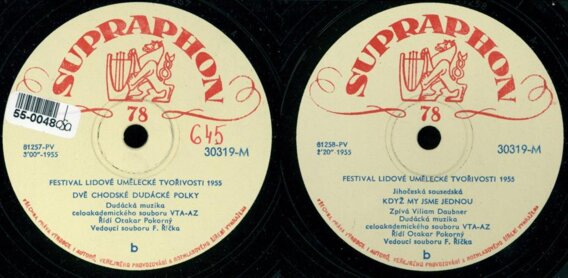 SUPRAPHON
78
55-0048
645
61257-PV
3'00"-1955
30319-M
FESTIVAL LIDOVÉ UMĚLECKÉ TVOŘIVOSTI 1955
DVĚ CHODSKÉ DUDÁCKÉ POLKY
Dudácká muzika
celoakademického souboru VTA-AZ
Řídí Otakar Pokorný
Vedoucí souboru F. Řička
b
SUPRAPHON
78
61258-PV
2'20"-1955
30319-M
FESTIVAL LIDOVÉ UMĚLECKÉ TVOŘIVOSTI 1955
Jihočeská sousedská
KDYŽ MY JSME JEDNOU
Zpívá Viliam Daubner
Dudácká muzika
celoakademického souboru VTA-AZ
Řídí Otakar Pokorný
Vedoucí souboru F. Řička
b